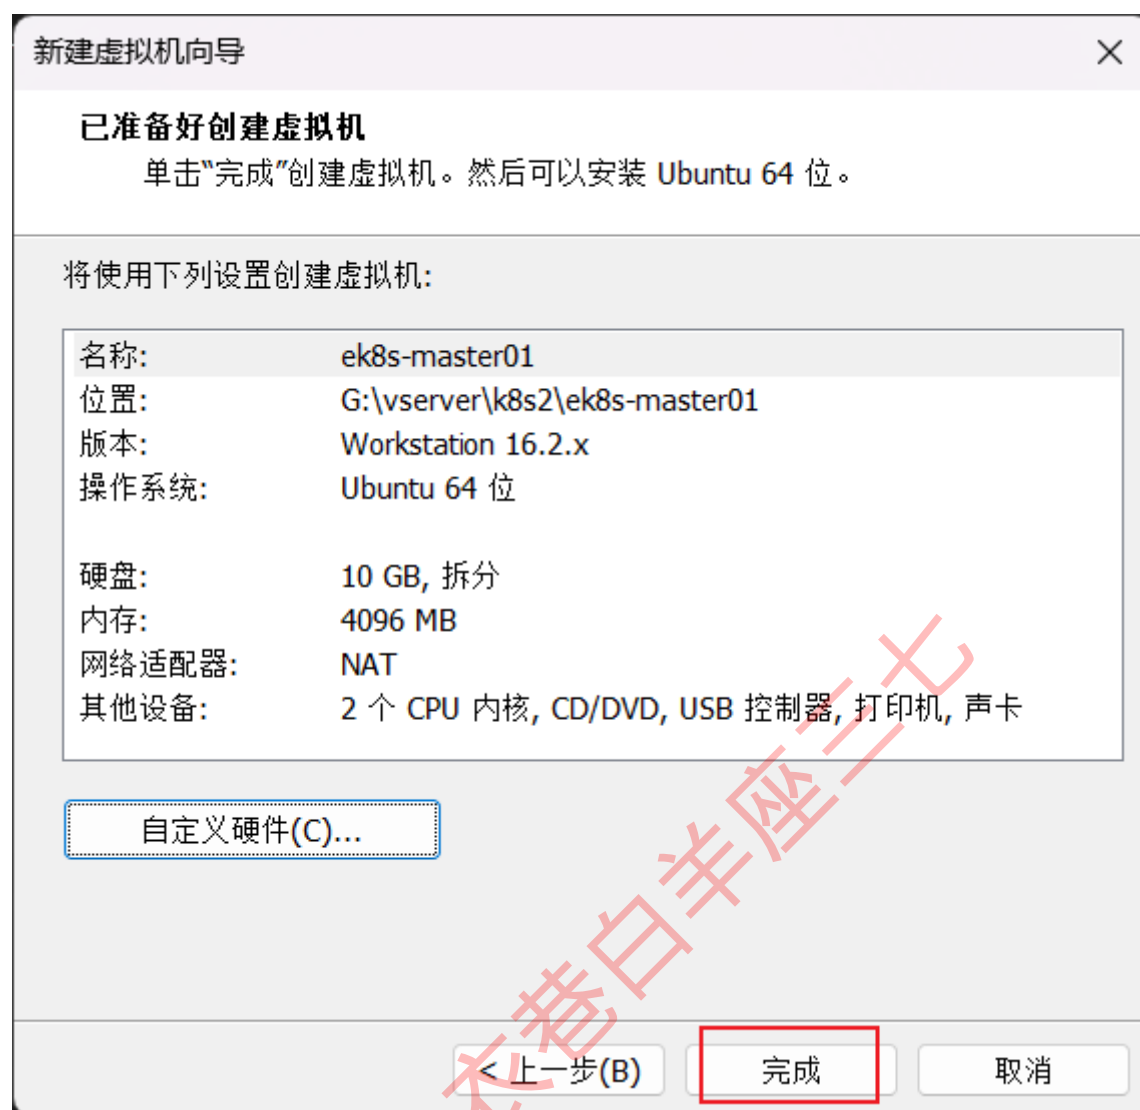 新建虚拟机向导
已准备好创建虚拟机
单击“完成”创建虚拟机。然后可以安装 Ubuntu 64 位。
将使用下列设置创建虚拟机:
名称: ek8s-master01
位置: G:\vserver\k8s2\ek8s-master01
版本: Workstation 16.2.x
操作系统: Ubuntu 64 位
硬盘: 10 GB, 拆分
内存: 4096 MB
网络适配器: NAT
其他设备: 2 个 CPU 内核, CD/DVD, USB 控制器, 打印机, 声卡
自定义硬件(C)...
< 上一步(B) 完成 取消
衣巷白羊座三七